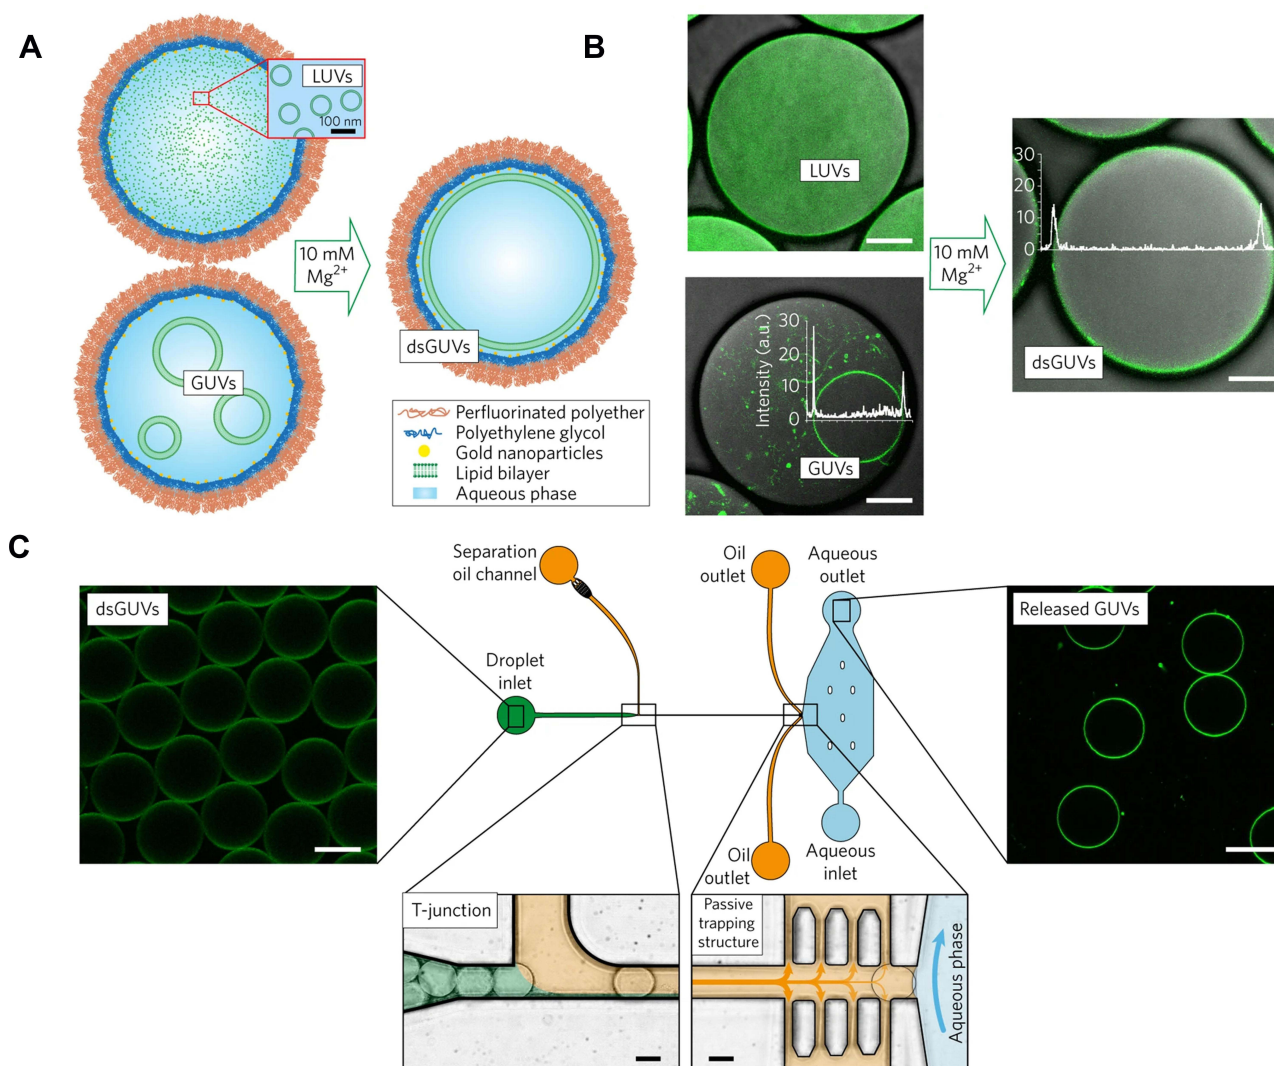 A
LUVs
100 nm
GUVs
10 mM
Mg2+
dsGUVs
Perfluorinated polyether
Polyethylene glycol
Gold nanoparticles
Lipid bilayer
Aqueous phase
B
LUVs
Intensity (a.u.)
30
20
10
0
GUVs
10 mM
Mg2+
30
20
10
0
dsGUVs
C
dsGUVs
Separation
oil channel
Droplet
inlet
Oil
outlet
Aqueous
outlet
Oil
outlet
Aqueous
inlet
Released GUVs
T-junction
Passive
trapping
structure
Aqueous phase